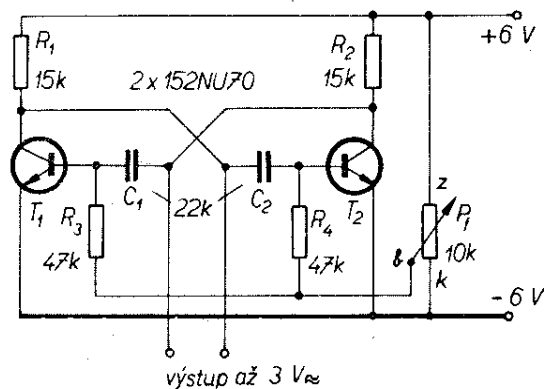 +6 V
R1
15k
R2
15k
2 x 152NU70
z
C1
C2
T1
T2
P1
R3
22k
R4
b
10k
47k
47k
k
- 6 V
výstup až 3 V≈